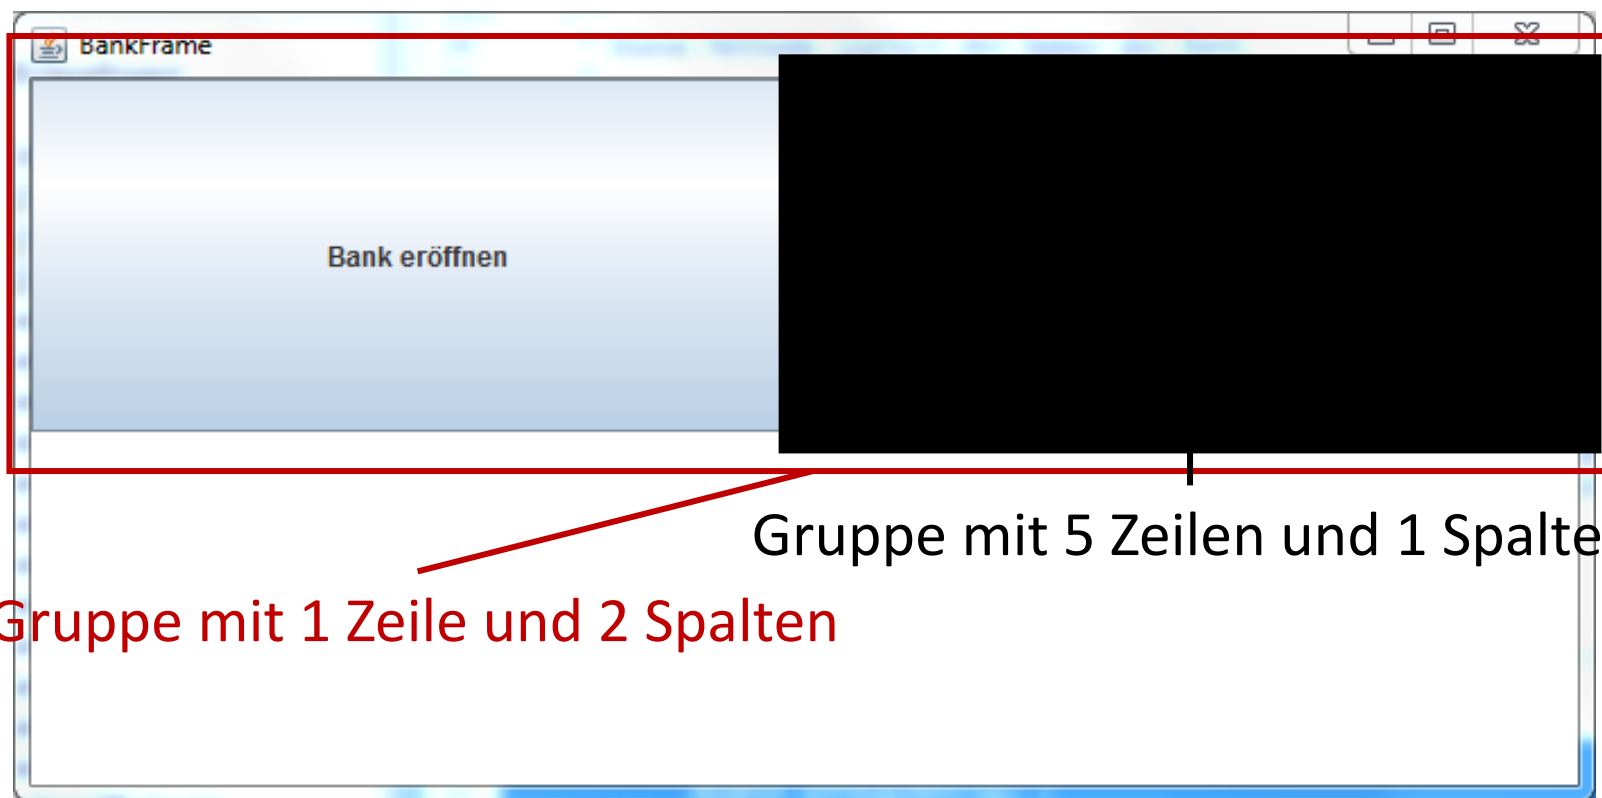 BankFrame
Bank eröffnen
Gruppe mit 5 Zeilen und 1 Spalte
Gruppe mit 1 Zeile und 2 Spalten